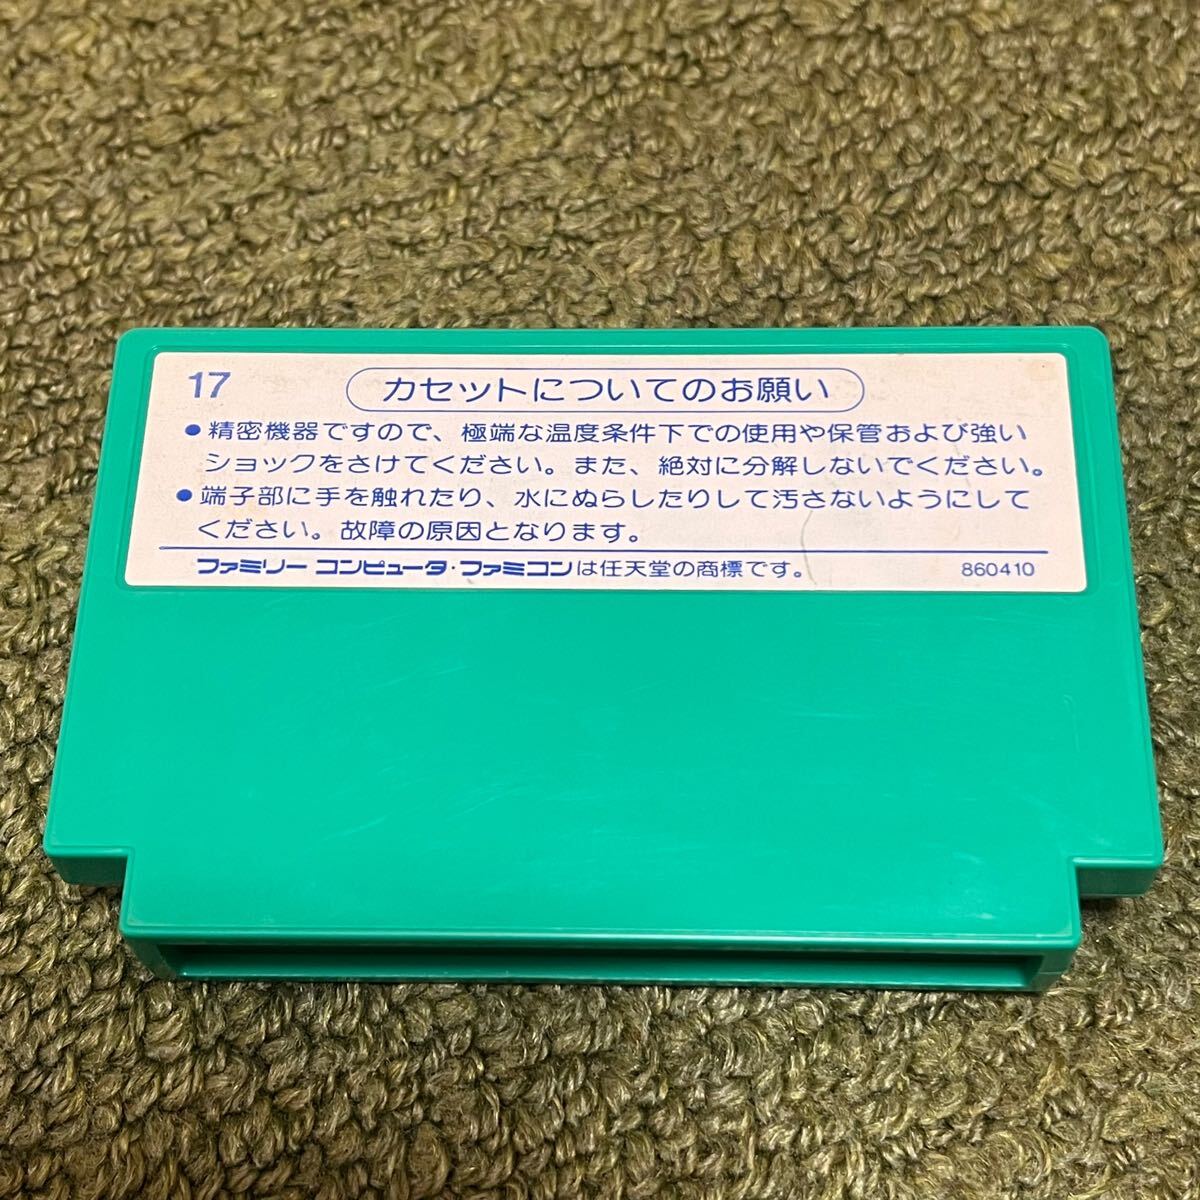 17
カセットについてのお願い
●精密機器ですので、極端な温度条件下での使用や保管および強い
ショックをさけてください。また、絶対に分解しないでください。
●端子部に手を触れたり、水にぬらしたりして汚さないようにして
ください。故障の原因となります。
ファミリー コンピュータ・ファミコンは任天堂の商標です。 860410